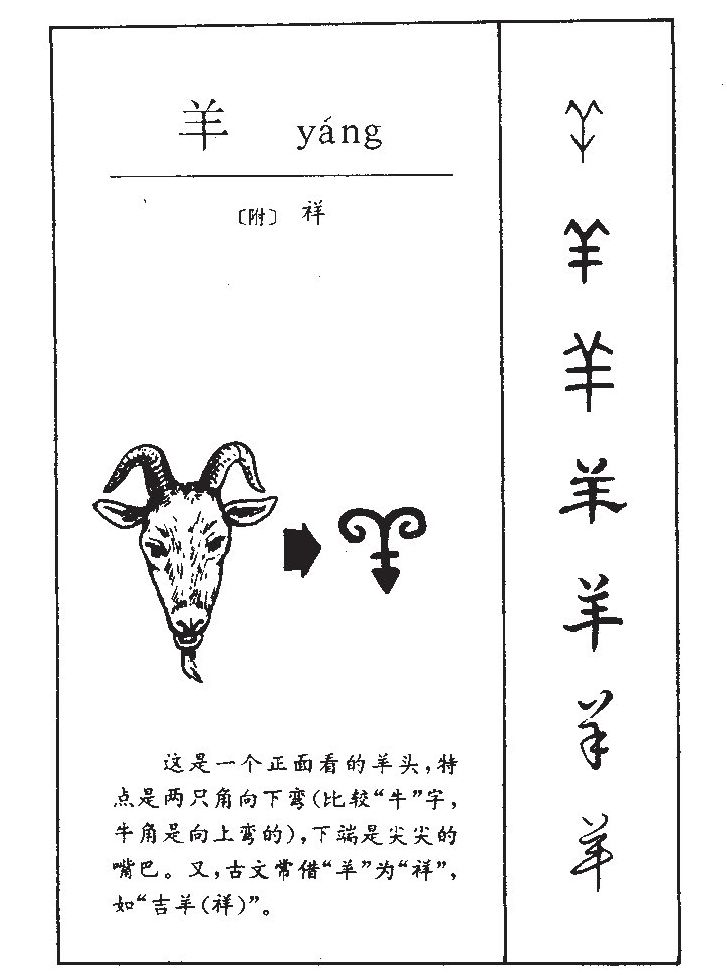 羊 yáng
〔附〕 祥
这是一个正面看的羊头,特
点是两只角向下弯(比较“牛”字,
牛角是向上弯的),下端是尖尖的
嘴巴。又,古文常借“羊”为“祥”,
如“吉羊(祥)”。
羊
羊
羊
羊
羊
羊
羊